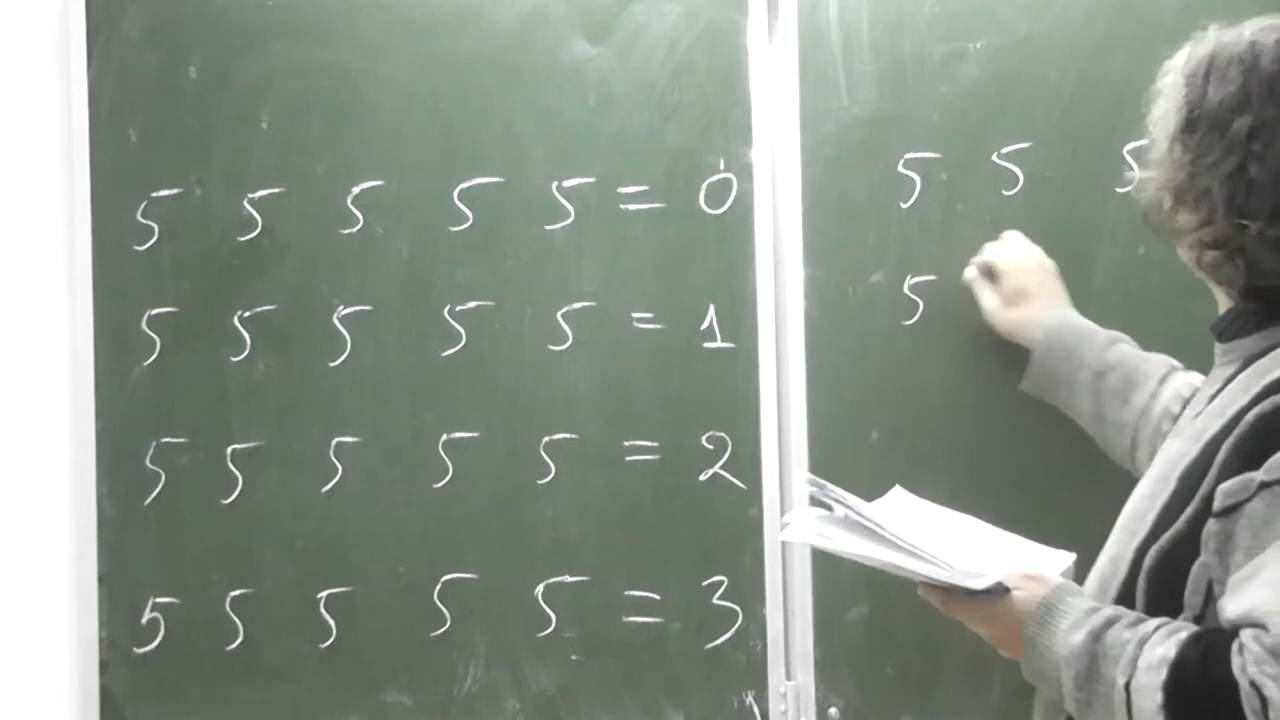 5 5 5 5 5 = 0
5 5 5 5 5 = 1
5 5 5 5 5 = 2
5 5 5 5 5 = 3
5 5 5
5